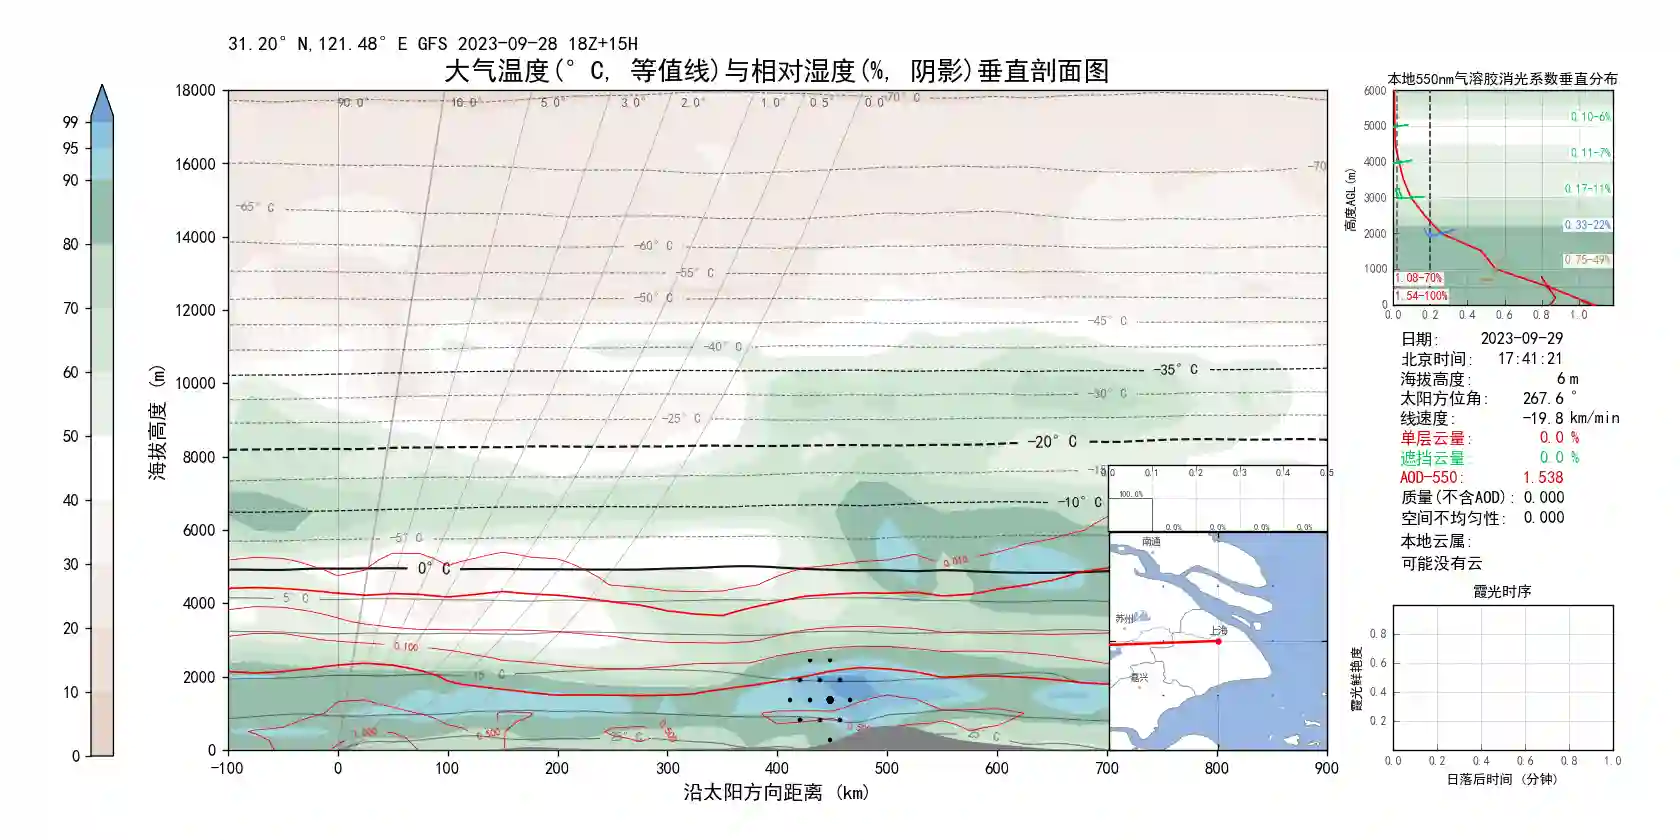 31.20°N,121.48°E GFS 2023-09-28 18Z+15H
大气温度(°C, 等值线)与相对湿度(%, 阴影)垂直剖面图
99
95
90
80
70
60
50
40
30
20
10
0
海拔高度 (m)
18000
16000
14000
12000
10000
8000
6000
4000
2000
0
90.0° 10.0° 5.0° 3.0° 2.0° 1.0° 0.5° 0.0° -70°C
-70
-65°C
-60°C
-55°C
-50°C
-45°C
-40°C
-35°C
-30°C
-25°C
-20°C
-10°C
-5°C
0°C
0.010
5°C
0.100
15°C
1.000
0.500
25°C
25°C
-100 0 100 200 300 400 500 600 700 800 900
沿太阳方向距离 (km)
0.0 0.1 0.2 0.3 0.4 0.5
100.0%
0.0% 0.0% 0.0% 0.0%
南通
苏州
上海
嘉兴
本地550nm气溶胶消光系数垂直分布
高度AGL(m)
6000
5000
4000
3000
2000
1000
0
0.10-6%
0.11-7%
0.17-11%
0.33-22%
0.75-49%
1.08-70%
1.54-100%
0.0 0.2 0.4 0.6 0.8 1.0
日期: 2023-09-29
北京时间: 17:41:21
海拔高度: 6 m
太阳方位角: 267.6 °
线速度: -19.8 km/min
单层云量: 0.0 %
遮挡云量: 0.0 %
AOD-550: 1.538
质量(不含AOD): 0.000
空间不均匀性: 0.000
本地云属:
可能没有云
霞光时序
霞光鲜艳度
0.8
0.6
0.4
0.2
0.0 0.2 0.4 0.6 0.8 1.0
日落后时间 (分钟)